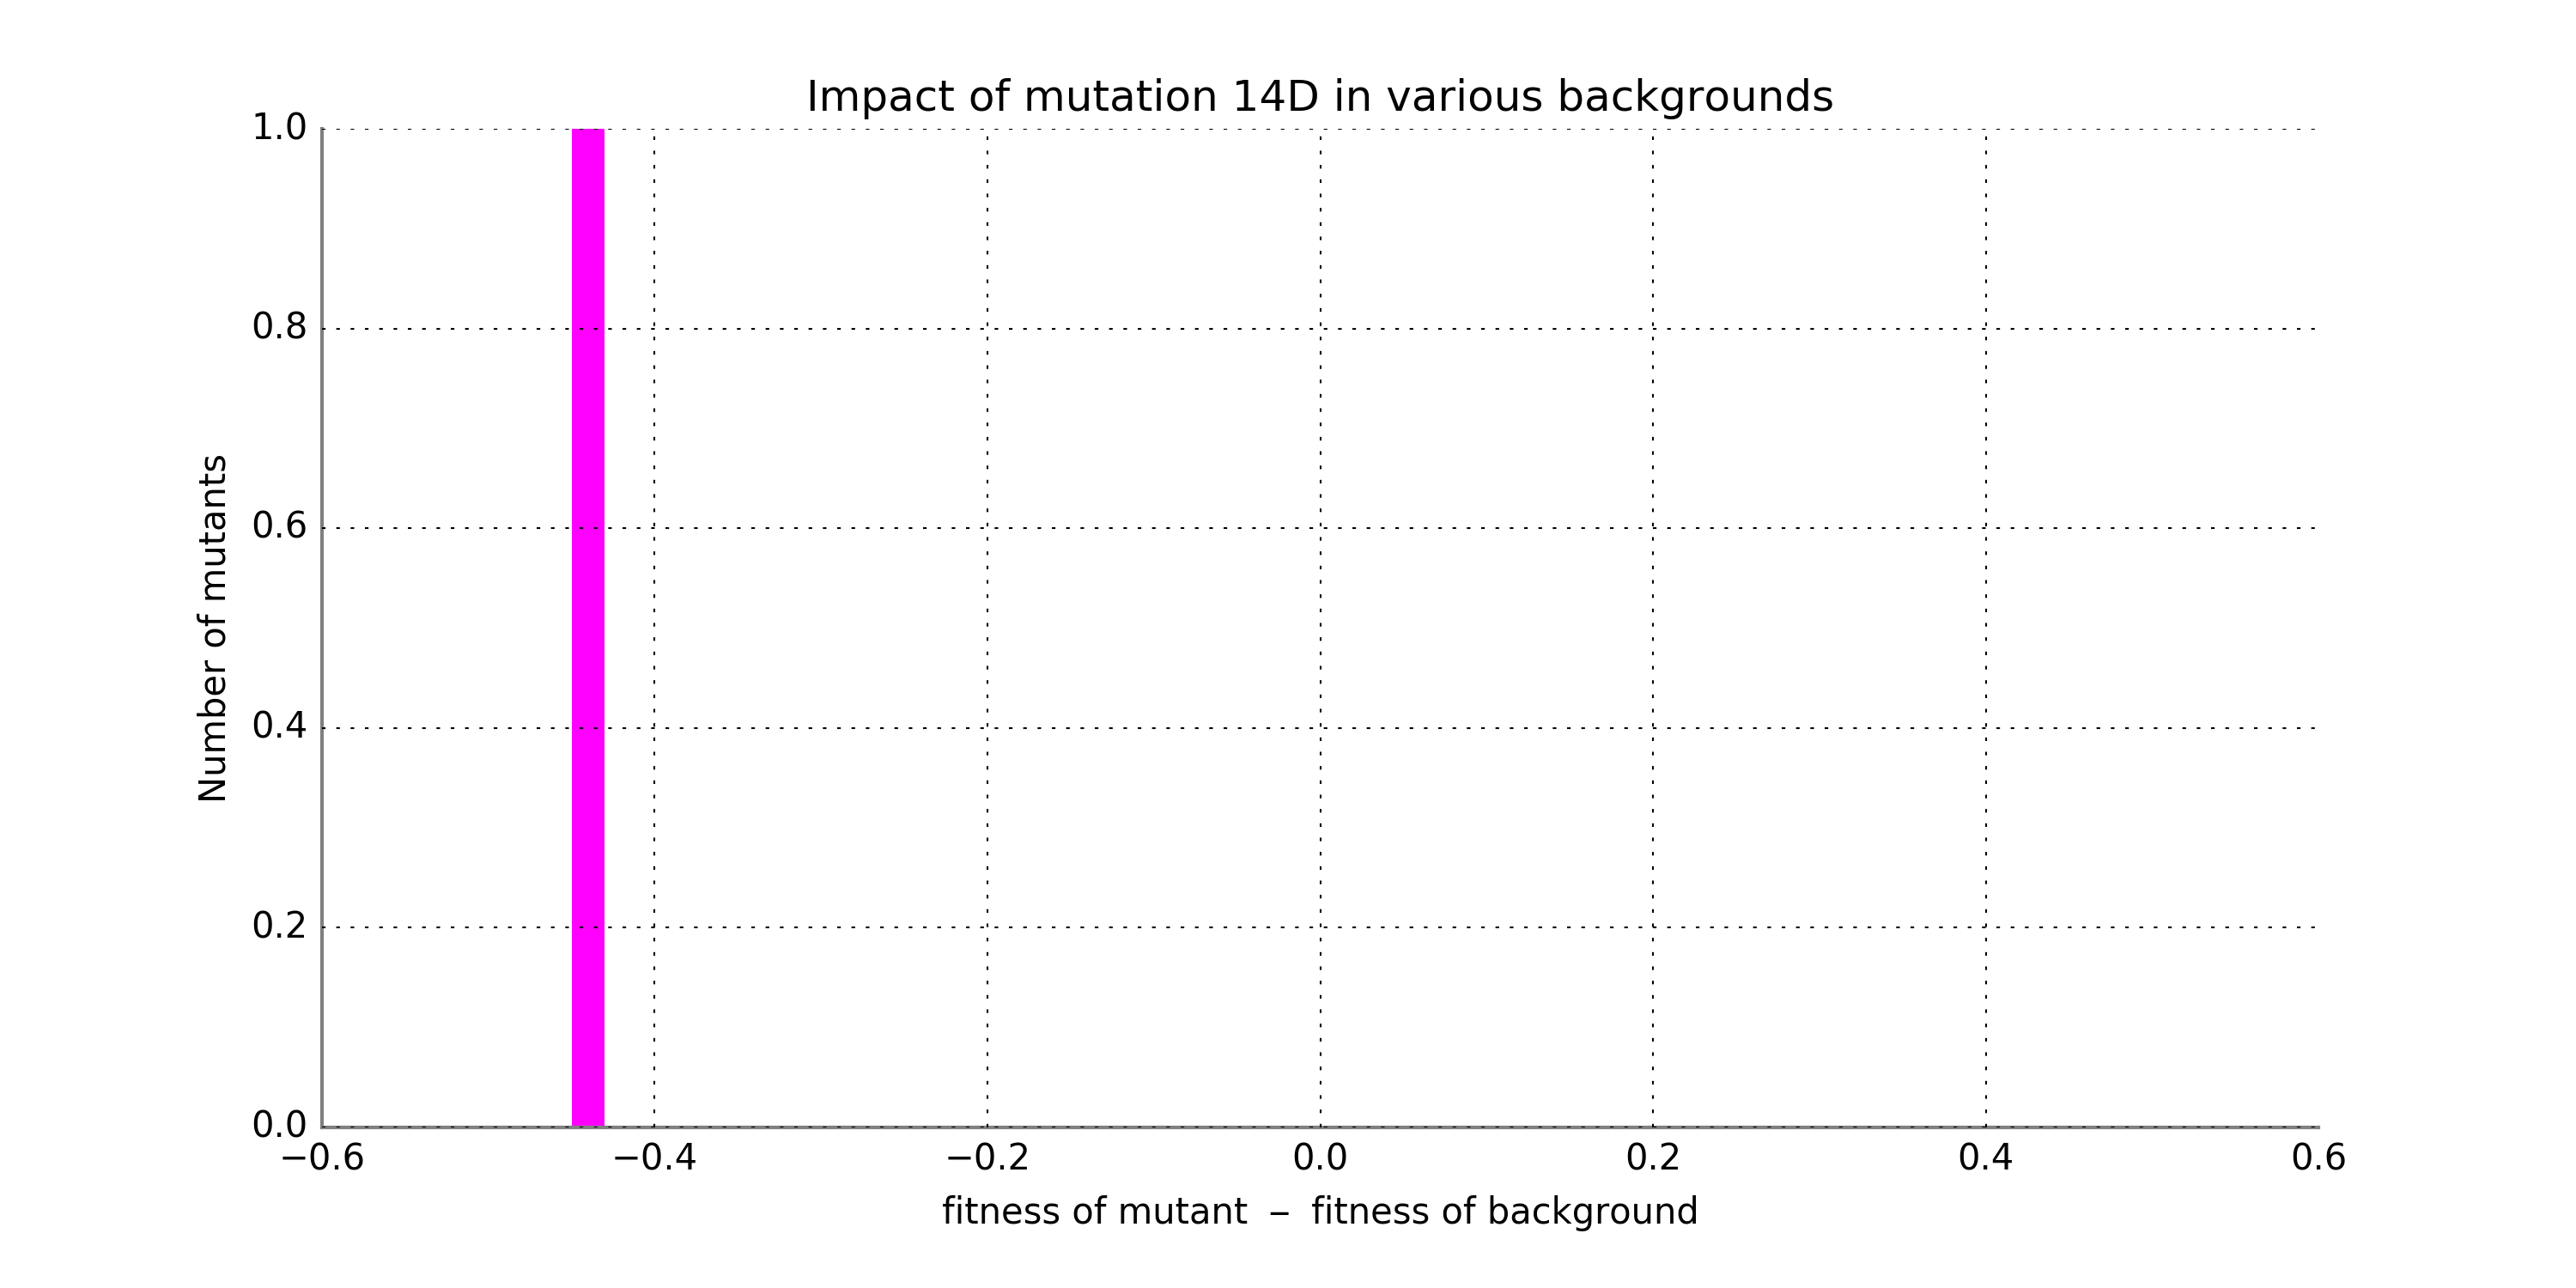 Impact of mutation 14D in various backgrounds
1.0
0.8
0.6
0.4
0.2
0.0
Number of mutants
−0.6 −0.4 −0.2 0.0 0.2 0.4 0.6
fitness of mutant − fitness of background